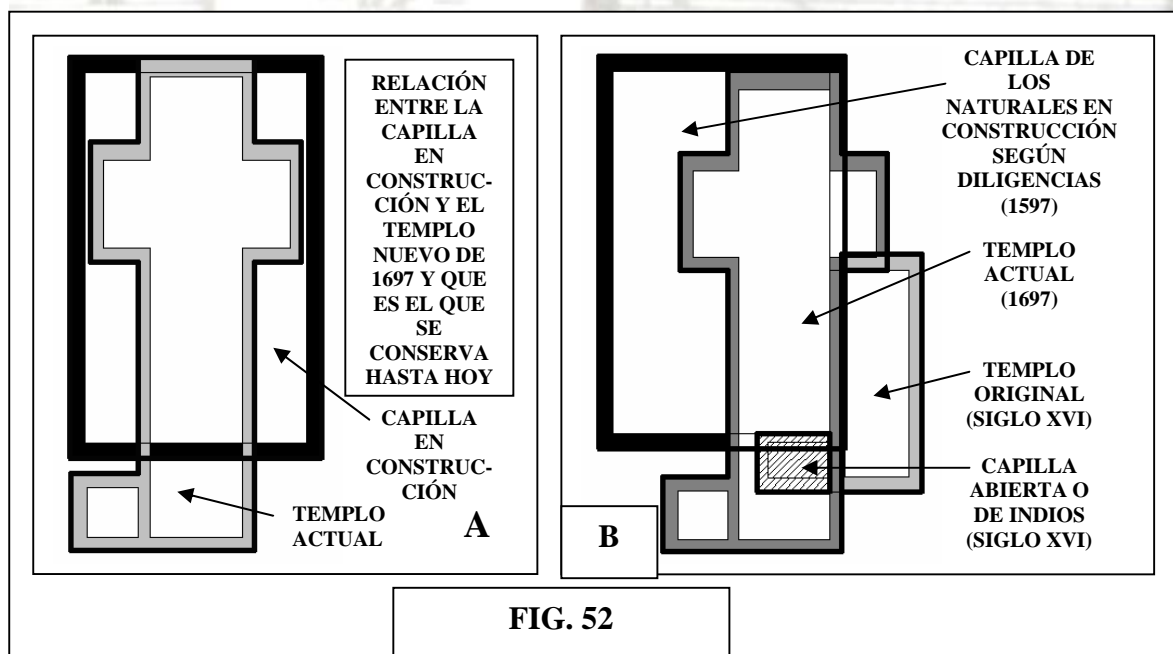 RELACIÓN
ENTRE LA
CAPILLA
EN
CONSTRUC-
CIÓN Y EL
TEMPLO
NUEVO DE
1697 Y QUE
ES EL QUE
SE
CONSERVA
HASTA HOY
CAPILLA
EN
CONSTRUC-
CIÓN
TEMPLO
ACTUAL
A
CAPILLA DE
LOS
NATURALES EN
CONSTRUCCIÓN
SEGÚN
DILIGENCIAS
(1597)
TEMPLO
ACTUAL
(1697)
TEMPLO
ORIGINAL
(SIGLO XVI)
CAPILLA
ABIERTA O
DE INDIOS
(SIGLO XVI)
B
FIG. 52